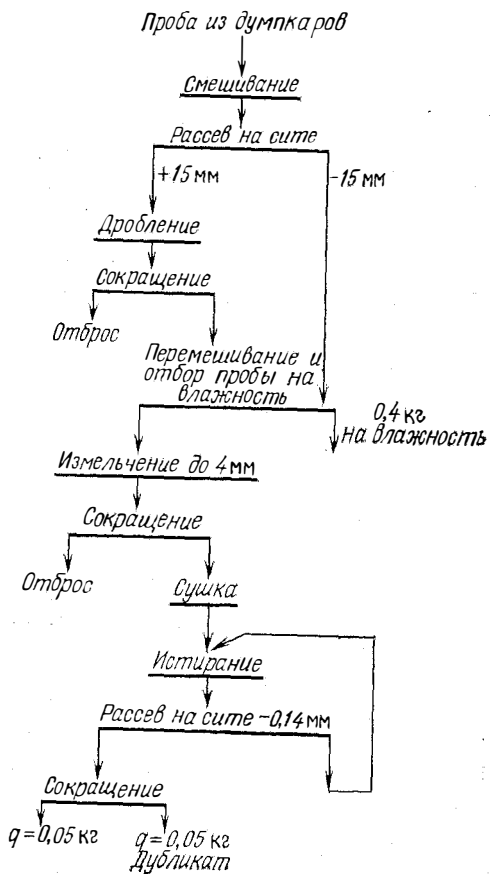 Проба из думпкаров
Смешивание
Рассев на сите
+15 мм
-15 мм
Дробление
Сокращение
Отброс
Перемешивание и
отбор пробы на
влажность
0,4 кг
на влажность
Измельчение до 4 мм
Сокращение
Отброс
Сушка
Истирание
Рассев на сите -0,14 мм
Сокращение
q=0,05 кг
q=0,05 кг
Дубликат